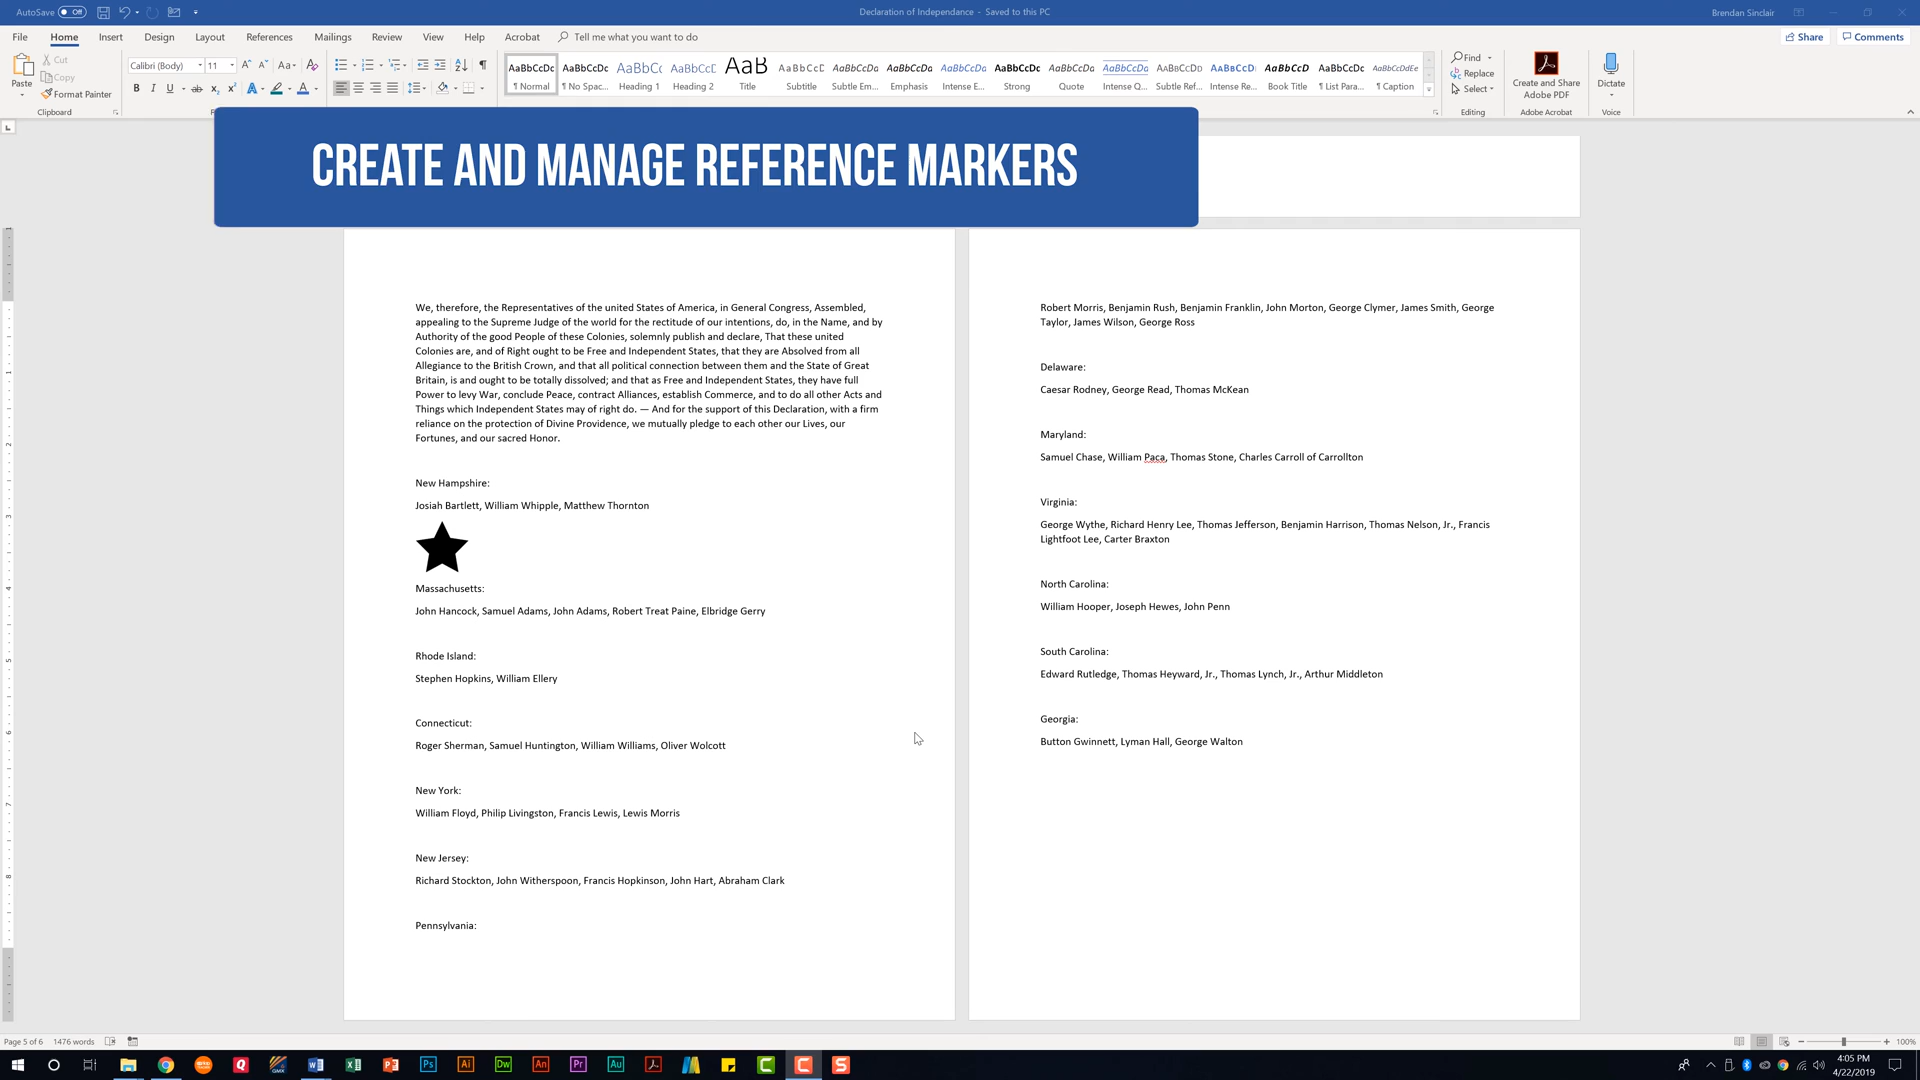 AutoSave Off
Declaration of Independance - Saved to this PC
Brendan Sinclair
File Home Insert Design Layout References Mailings Review View Help Acrobat Tell me what you want to do
Share Comments
Paste
Cut
Copy
Format Painter
Clipboard
Calibri (Body) 11
AaBbCcDc AaBbCcDc AaBbCc AaBbCcE AaB AaBbCcD AaBbCcDa AaBbCcDa AaBbCcDa AaBbCcDc AaBbCcDa AaBbCcDa AaBbCcDd AaBbCcDd AaBbCcD AaBbCcDc AaBbCcDdEe
¶ Normal ¶ No Spac... Heading 1 Heading 2 Title Subtitle Subtle Em... Emphasis Intense E... Strong Quote Intense Q... Subtle Ref... Intense Re... Book Title ¶ List Para... ¶ Caption
Find
Replace
Select
Editing
Create and Share
Adobe PDF
Adobe Acrobat
Dictate
Voice
CREATE AND MANAGE REFERENCE MARKERS
We, therefore, the Representatives of the united States of America, in General Congress, Assembled,
appealing to the Supreme Judge of the world for the rectitude of our intentions, do, in the Name, and by
Authority of the good People of these Colonies, solemnly publish and declare, That these united
Colonies are, and of Right ought to be Free and Independent States, that they are Absolved from all
Allegiance to the British Crown, and that all political connection between them and the State of Great
Britain, is and ought to be totally dissolved; and that as Free and Independent States, they have full
Power to levy War, conclude Peace, contract Alliances, establish Commerce, and to do all other Acts and
Things which Independent States may of right do. — And for the support of this Declaration, with a firm
reliance on the protection of Divine Providence, we mutually pledge to each other our Lives, our
Fortunes, and our sacred Honor.
New Hampshire:
Josiah Bartlett, William Whipple, Matthew Thornton
Massachusetts:
John Hancock, Samuel Adams, John Adams, Robert Treat Paine, Elbridge Gerry
Rhode Island:
Stephen Hopkins, William Ellery
Connecticut:
Roger Sherman, Samuel Huntington, William Williams, Oliver Wolcott
New York:
William Floyd, Philip Livingston, Francis Lewis, Lewis Morris
New Jersey:
Richard Stockton, John Witherspoon, Francis Hopkinson, John Hart, Abraham Clark
Pennsylvania:
Robert Morris, Benjamin Rush, Benjamin Franklin, John Morton, George Clymer, James Smith, George
Taylor, James Wilson, George Ross
Delaware:
Caesar Rodney, George Read, Thomas McKean
Maryland:
Samuel Chase, William Paca, Thomas Stone, Charles Carroll of Carrollton
Virginia:
George Wythe, Richard Henry Lee, Thomas Jefferson, Benjamin Harrison, Thomas Nelson, Jr., Francis
Lightfoot Lee, Carter Braxton
North Carolina:
William Hooper, Joseph Hewes, John Penn
South Carolina:
Edward Rutledge, Thomas Heyward, Jr., Thomas Lynch, Jr., Arthur Middleton
Georgia:
Button Gwinnett, Lyman Hall, George Walton
Page 5 of 6 1476 words
100%
4:05 PM
4/22/2019